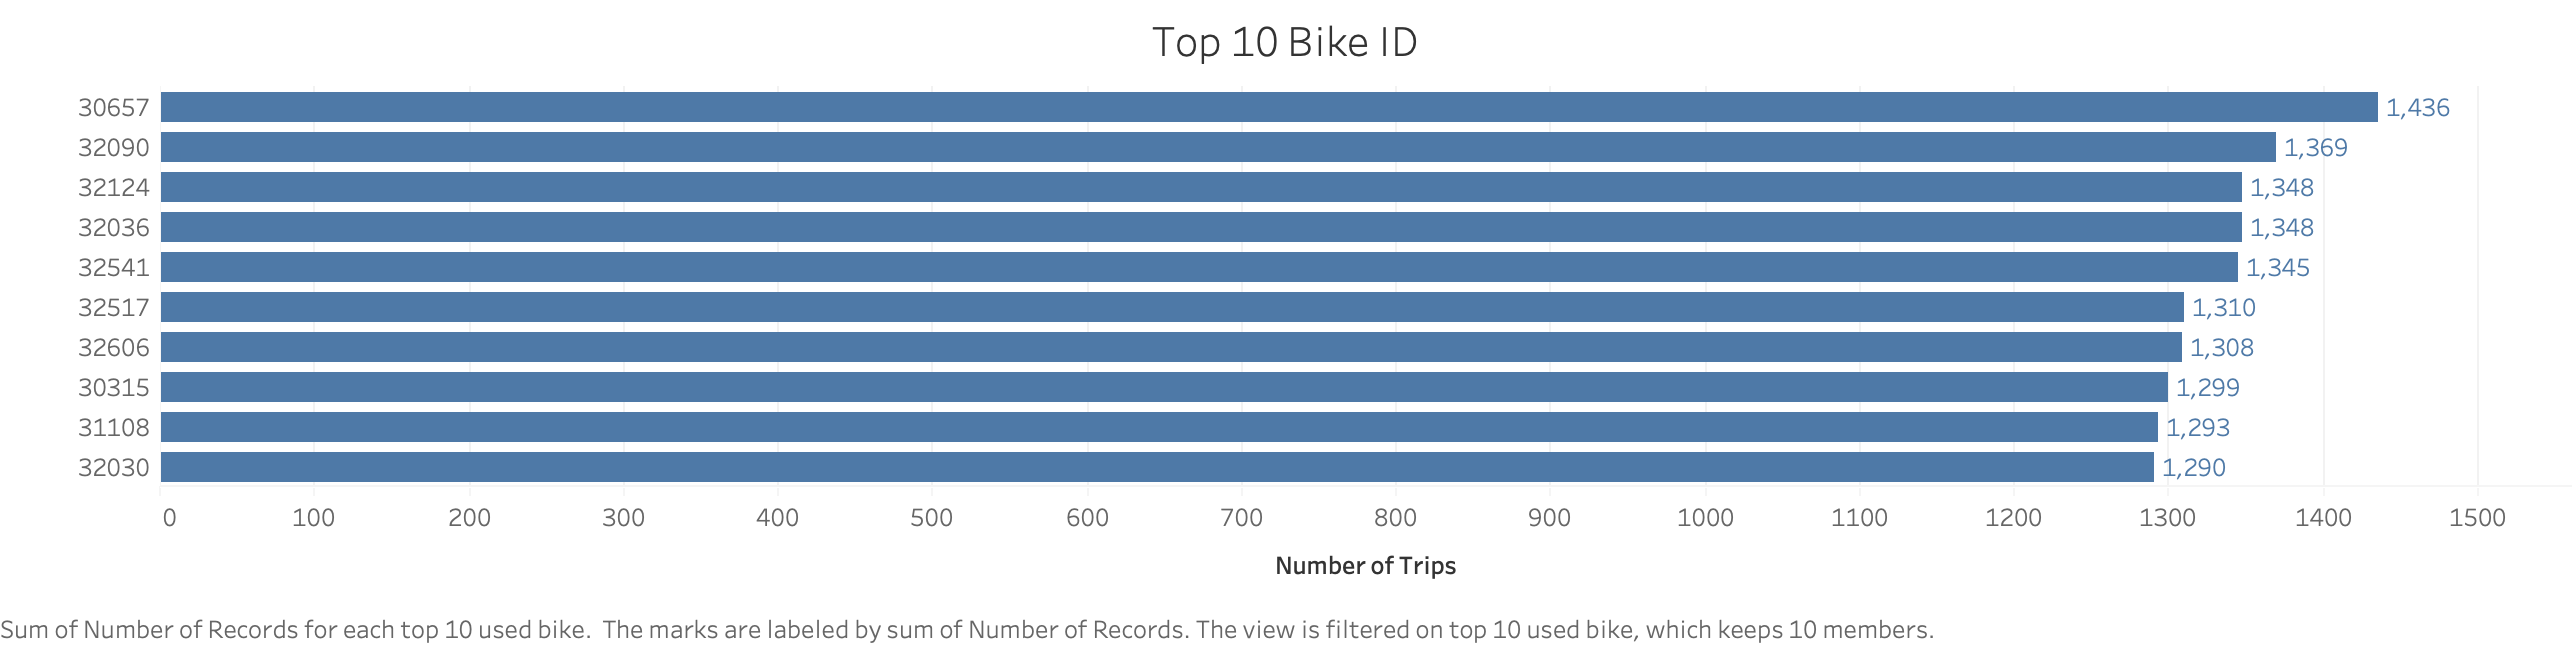 Top 10 Bike ID
30657 1,436
32090 1,369
32124 1,348
32036 1,348
32541 1,345
32517 1,310
32606 1,308
30315 1,299
31108 1,293
32030 1,290
0 100 200 300 400 500 600 700 800 900 1000 1100 1200 1300 1400 1500
Number of Trips
Sum of Number of Records for each top 10 used bike.  The marks are labeled by sum of Number of Records. The view is filtered on top 10 used bike, which keeps 10 members.